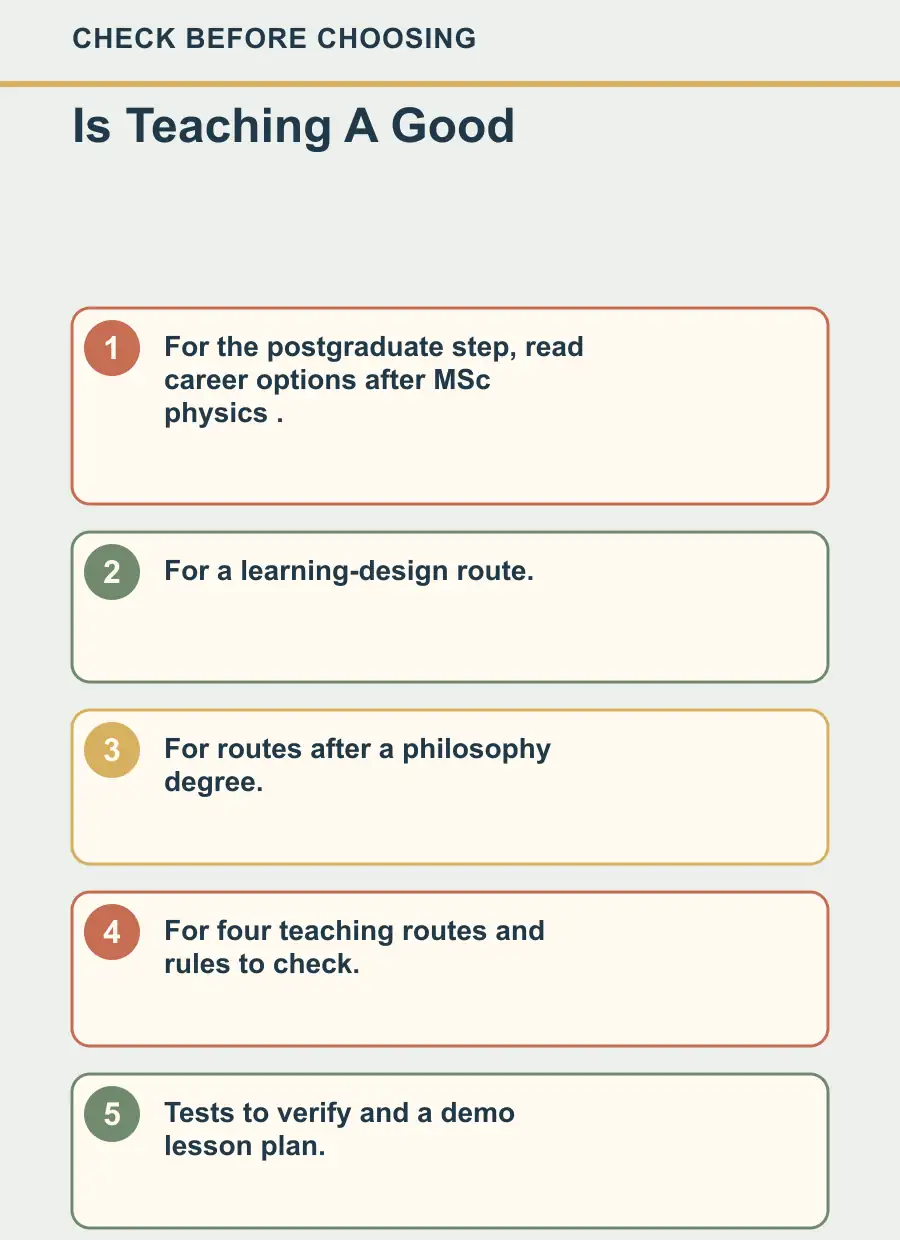 CHECK BEFORE CHOOSING
Is Teaching A Good
1
For the postgraduate step, read
career options after MSc
physics .
2
For a learning-design route.
3
For routes after a philosophy
degree.
4
For four teaching routes and
rules to check.
5
Tests to verify and a demo
lesson plan.